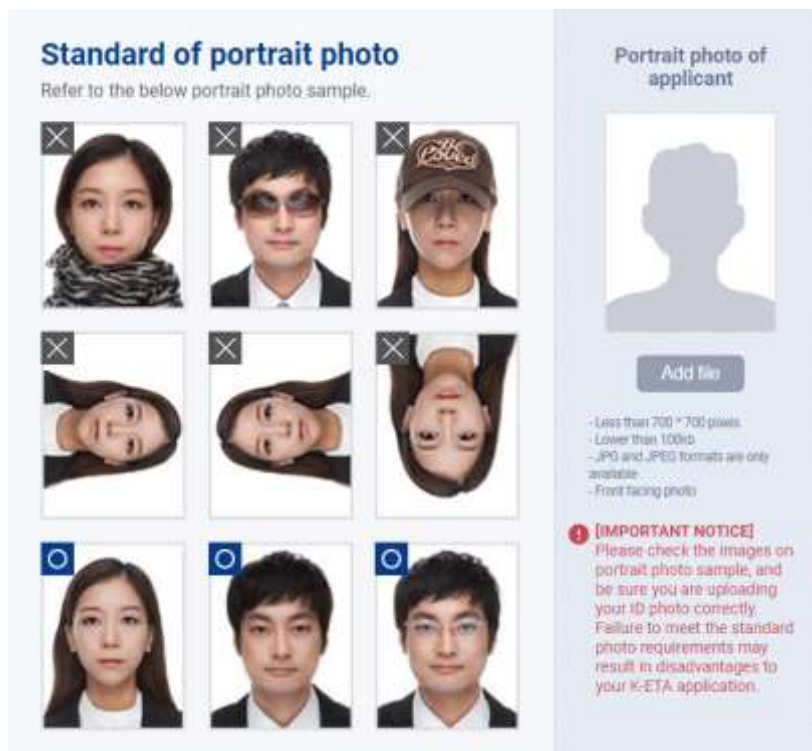 Standard of portrait photo
Refer to the below portrait photo sample.
Be
Loved
Portrait photo of
applicant
Add file
- Less than 700 * 700 pixels
- Lower than 100kb
- JPG and JPEG formats are only
available
- Front facing photo
[IMPORTANT NOTICE]
Please check the images on
portrait photo sample, and
be sure you are uploading
your ID photo correctly.
Failure to meet the standard
photo requirements may
result in disadvantages to
your K-ETA application.